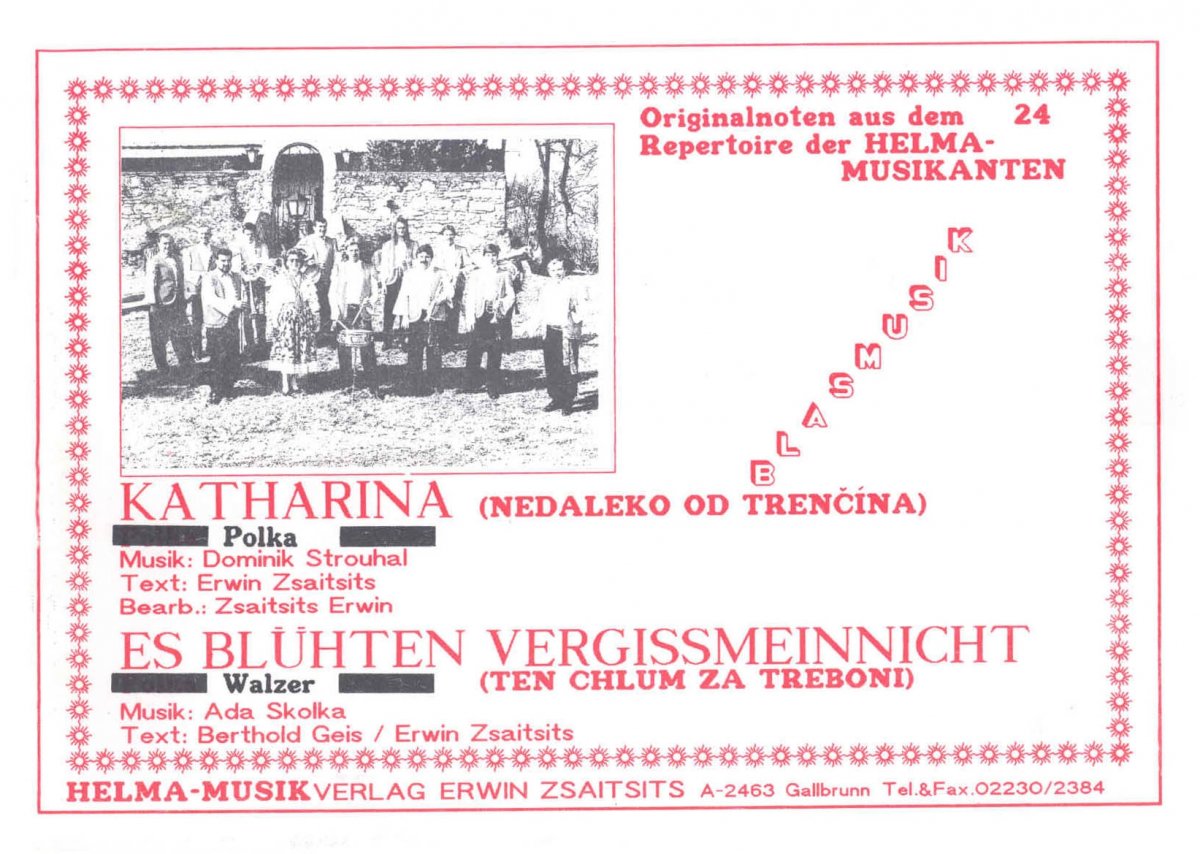 Originalnoten aus dem 24
Repertoire der HELMA-
MUSIKANTEN
BLASMUSIK
KATHARINA (NEDALEKO OD TRENČÍNA)
Polka
Musik: Dominik Strouhal
Text: Erwin Zsaitsits
Bearb.: Zsaitsits Erwin
ES BLÜHTEN VERGISSMEINNICHT
Walzer (TEN CHLUM ZA TREBONI)
Musik: Ada Skolka
Text: Berthold Geis / Erwin Zsaitsits
HELMA-MUSIKVERLAG ERWIN ZSAITSITS A-2463 Gallbrunn Tel.&Fax.02230/2384